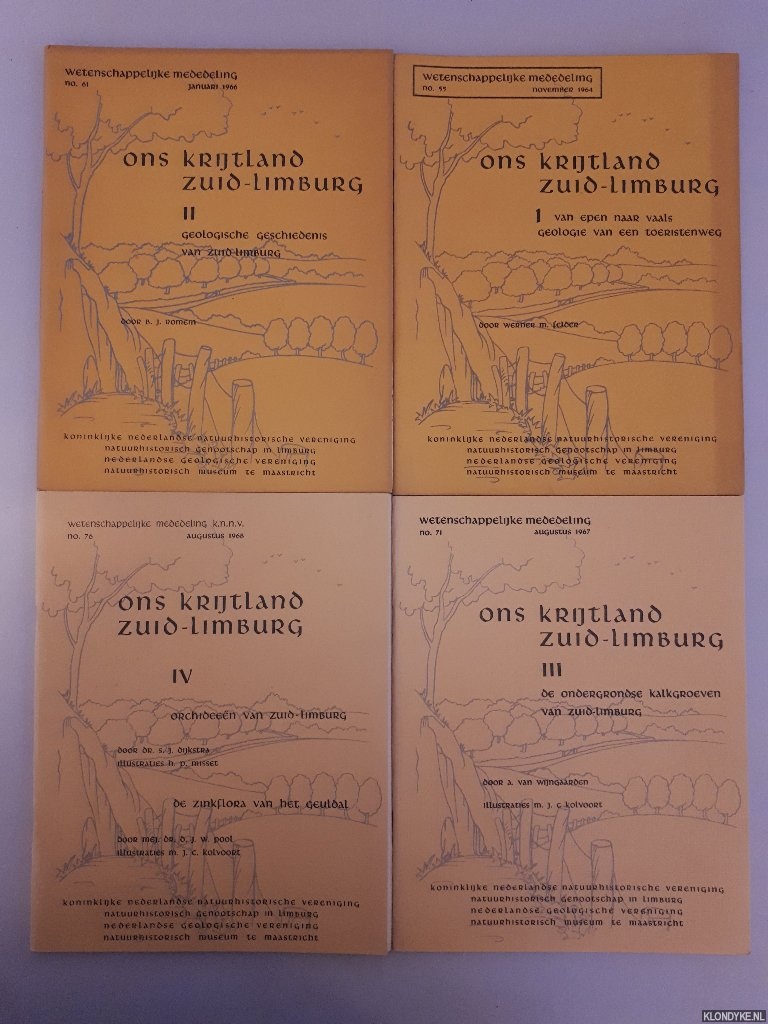 wetenschappelijke mededeling
no. 61 januari 1966
ons krijtland
zuid-limburg
II
geologische geschiedenis
van zuid-limburg
door b. j. romein
koninklijke nederlandse natuurhistorische vereniging
natuurhistorisch genootschap in limburg
nederlandse geologische vereniging
natuurhistorisch museum te maastricht
wetenschappelijke mededeling
no. 55 november 1964
ons krijtland
zuid-limburg
1 van epen naar vaals
geologie van een toeristenweg
door werner m. felder
koninklijke nederlandse natuurhistorische vereniging
natuurhistorisch genootschap in limburg
nederlandse geologische vereniging
natuurhistorisch museum te maastricht
wetenschappelijke mededeling k.n.n.v.
no. 76 augustus 1968
ons krijtland
zuid-limburg
IV
orchideeën van zuid-limburg
door dr. s. j. dijkstra
illustraties h. p. misset
de zinkflora van het geuldal
door mej. dr. d. j. w. pool
illustraties m. j. c. kolvoort
koninklijke nederlandse natuurhistorische vereniging
natuurhistorisch genootschap in limburg
nederlandse geologische vereniging
natuurhistorisch museum te maastricht
wetenschappelijke mededeling
no. 71 augustus 1967
ons krijtland
zuid-limburg
III
de ondergrondse kalkgroeven
van zuid-limburg
door a. van wijngaarden
illustraties m. j. c kolvoort
koninklijke nederlandse natuurhistorische vereniging
natuurhistorisch genootschap in limburg
nederlandse geologische vereniging
natuurhistorisch museum te maastricht
KLONDYKE.NL